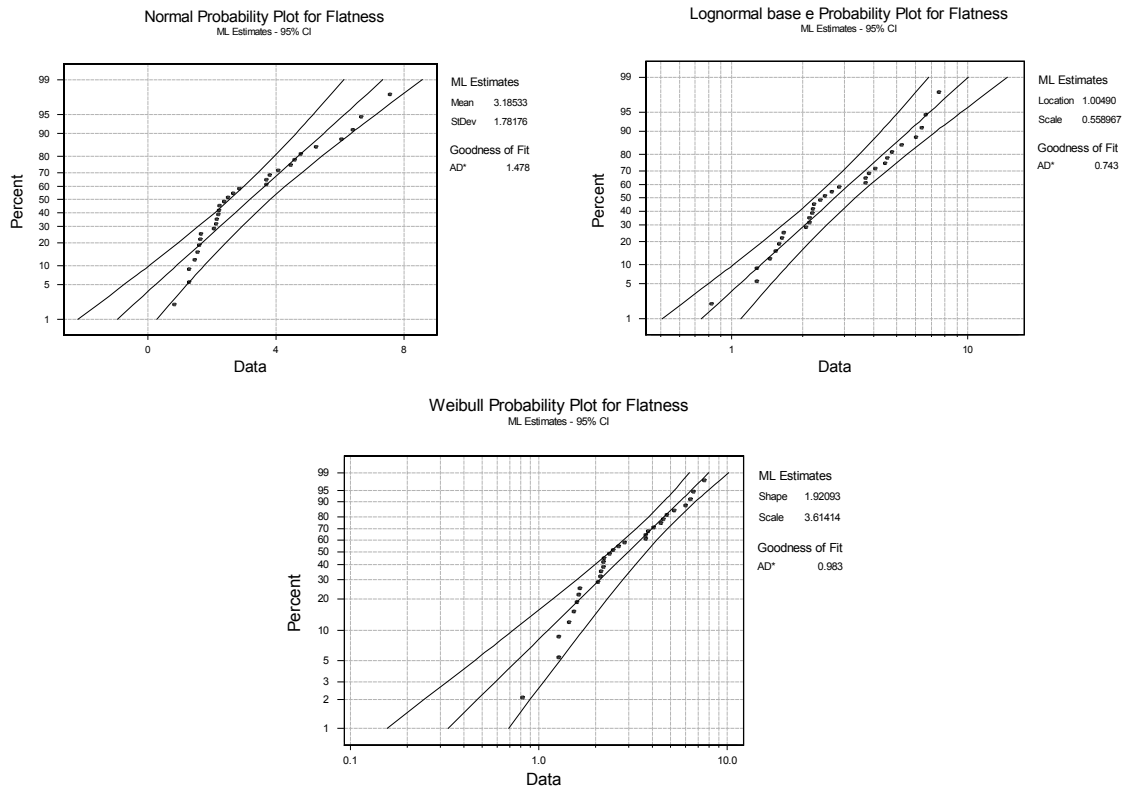 Normal Probability Plot for Flatness
ML Estimates - 95% CI
99
95
90
80
70
60
50
40
30
20
10
5
1
Percent
0
4
8
Data
ML Estimates
Mean 3.18533
StDev 1.78176
Goodness of Fit
AD* 1.478
Lognormal base e Probability Plot for Flatness
ML Estimates - 95% CI
99
95
90
80
70
60
50
40
30
20
10
5
1
Percent
1
10
Data
ML Estimates
Location 1.00490
Scale 0.558967
Goodness of Fit
AD* 0.743
Weibull Probability Plot for Flatness
ML Estimates - 95% CI
99
95
90
80
70
60
50
40
30
20
10
5
3
2
1
Percent
0.1
1.0
10.0
Data
ML Estimates
Shape 1.92093
Scale 3.61414
Goodness of Fit
AD* 0.983